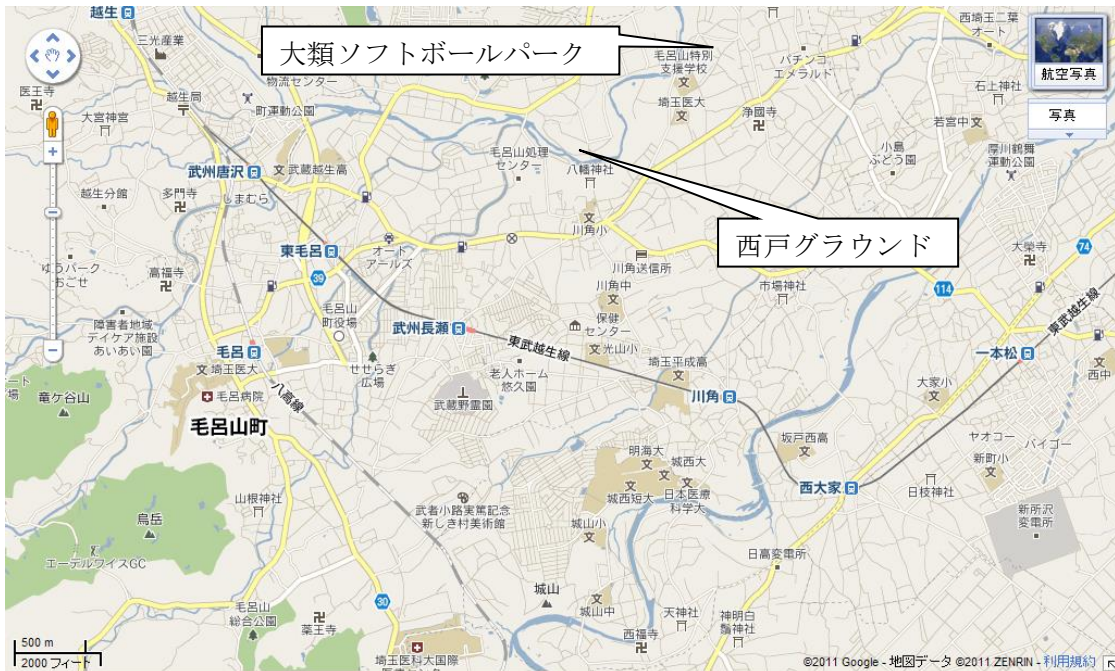 越生
三光産業
大類ソフトボールパーク
毛呂山特別
支援学校
パチンコ
エメラルド
西埼玉二葉
オート
航空写真
写真
医王寺
大宮神宮
越生局
物流センター
町運動公園
埼玉医大
浄國寺
石上神社
若宮中
武州唐沢
武蔵越生高
毛呂山処理
センター
八幡神社
小島
ぶどう園
厚川鶴舞
運動公園
越生分館
多門寺
しまむら
川角小
西戸グラウンド
東毛呂
オート
アールズ
川角送信所
大榮寺
74
ゆうパーク
おごせ
高福寺
39
川角中
市場神社
114
毛呂山
町役場
武州長瀬
保健
センター
東武越生線
障害者地域
デイケア施設
あいあい園
毛呂
埼玉医大
せせらぎ
広場
東武越生線
老人ホーム
悠久園
光山小
埼玉平成高
一本松
西中
竜ケ谷山
毛呂病院
八高線
武蔵野霊園
川角
大家小
毛呂山町
坂戸西高
ヤオコー
バイゴー
新町小
明海大
城西大
城西短大
日本医療
科学大
西大家
日枝神社
山根神社
武者小路実篤記念
新しき村美術館
城山小
新所沢
変電所
烏岳
エーデルワイスGC
日高変電所
城山
毛呂山
総合公園
30
薬王寺
城山中
天神社
神明白
鬚神社
西福寺
500 m
2000 フィート
埼玉医科大国際
©2011 Google - 地図データ ©2011 ZENRIN - 利用規約